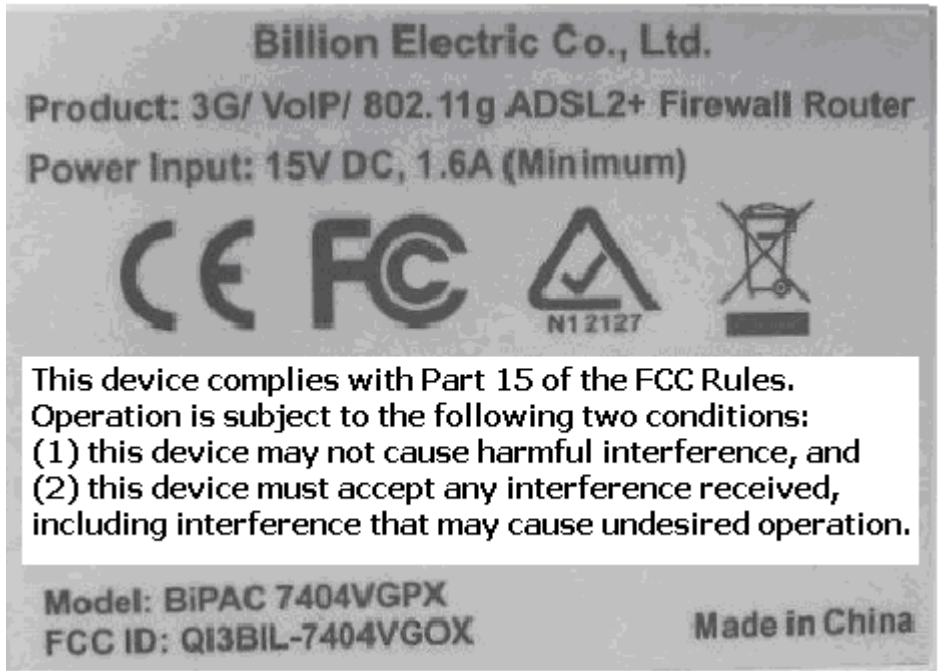 Billion Electric Co., Ltd.
Product: 3G/ VoIP/ 802.11g ADSL2+ Firewall Router
Power Input: 15V DC, 1.6A (Minimum)
CE FC N12127
This device complies with Part 15 of the FCC Rules.
Operation is subject to the following two conditions:
(1) this device may not cause harmful interference, and
(2) this device must accept any interference received,
including interference that may cause undesired operation.
Model: BiPAC 7404VGPX
FCC ID: QI3BIL-7404VGOX
Made in China